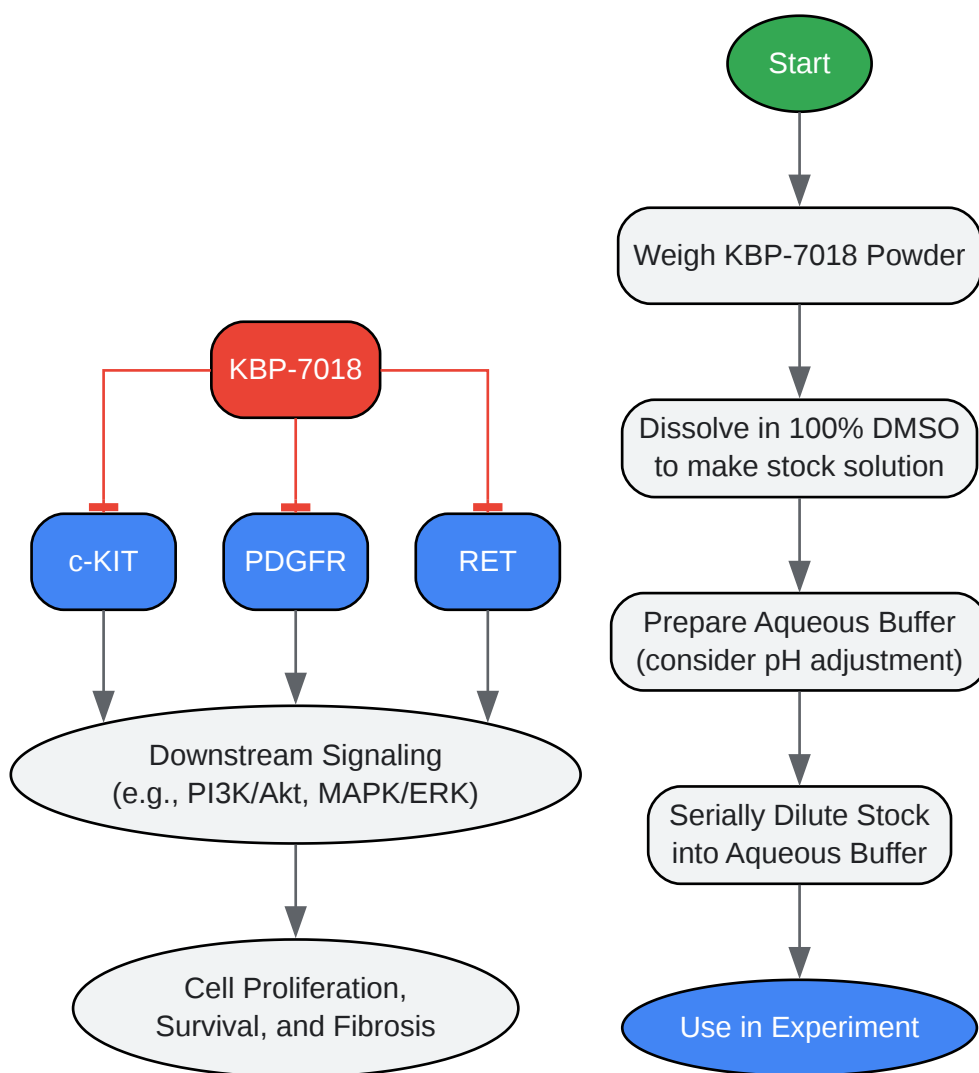 KBP-7018
c-KIT
PDGFR
RET
Downstream Signaling
(e.g., PI3K/Akt, MAPK/ERK)
Cell Proliferation,
Survival, and Fibrosis
Start
Weigh KBP-7018 Powder
Dissolve in 100% DMSO
to make stock solution
Prepare Aqueous Buffer
(consider pH adjustment)
Serially Dilute Stock
into Aqueous Buffer
Use in Experiment